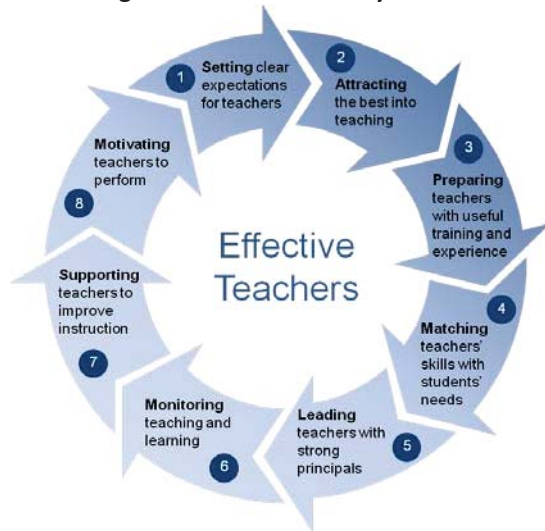 1
Setting clear
expectations
for teachers
2
Attracting
the best into
teaching
3
Preparing
teachers
with useful
training and
experience
4
Matching
teachers'
skills with
students'
needs
Leading
teachers with
strong
principals
5
Monitoring
teaching and
learning
6
Supporting
teachers to
improve
instruction
7
Motivating
teachers to
perform
8
Effective
Teachers